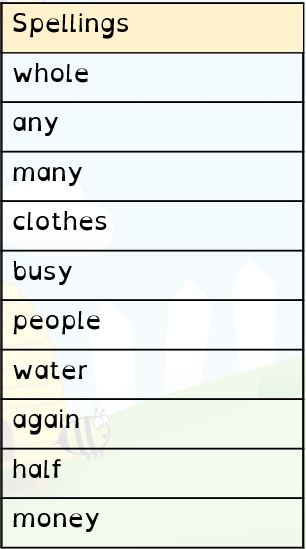 Spellings
whole
any
many
clothes
busy
people
water
again
half
money